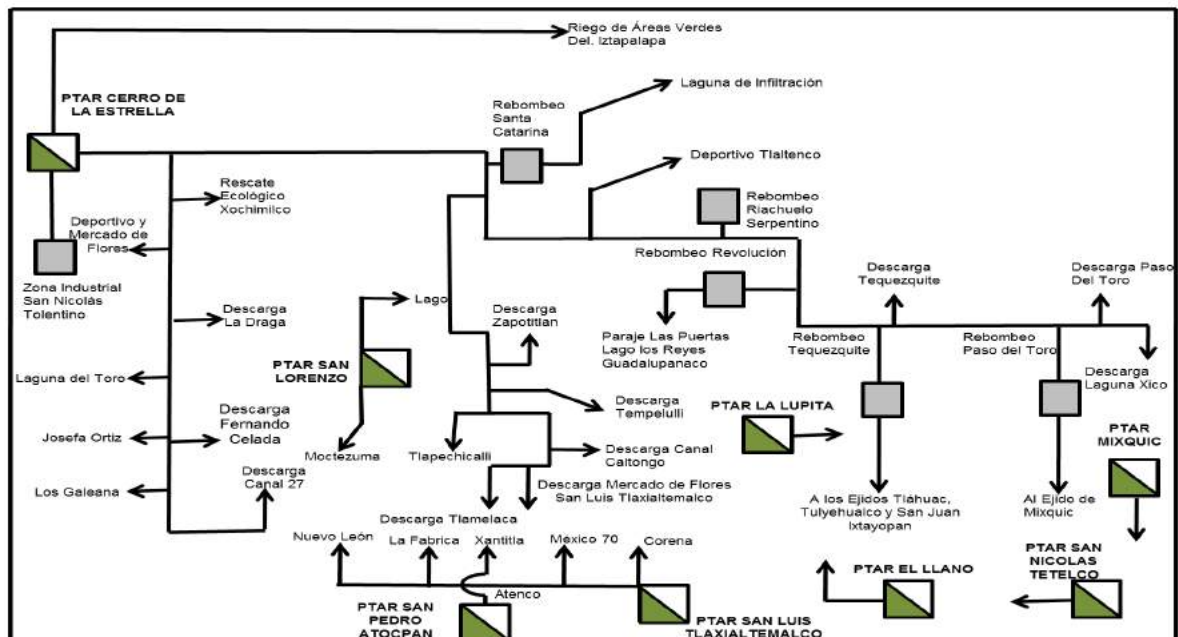 Riego de Áreas Verdes
Del. Iztapalapa
PTAR CERRO DE
LA ESTRELLA
Rebombeo
Santa
Catarina
Laguna de Infiltración
Deportivo Tlaltenco
Rescate
Ecológico
Xochimilco
Rebombeo
Riachuelo
Serpentino
Deportivo y
Mercado de
Flores
Rebombeo Revolución
Zona Industrial
San Nicolás
Tolentino
Descarga
Tequezquite
Descarga Paso
Del Toro
Lago
Descarga
La Draga
Descarga
Zapotitlan
Paraje Las Puertas
Lago los Reyes
Guadalupanaco
Rebombeo
Tequezquite
Rebombeo
Paso del Toro
PTAR SAN
LORENZO
Laguna del Toro
Descarga
Laguna Xico
Descarga
Tempelulli
PTAR LA LUPITA
Descarga
Fernando
Celada
Josefa Ortiz
Moctezuma
Tlapechicalli
Descarga Canal
Caltongo
PTAR
MIXQUIC
Descarga
Canal 27
Los Galeana
Descarga Mercado de Flores
San Luis Tlaxialtemalco
A los Ejidos Tláhuac,
Tulyehualco y San Juan
Ixtayopan
Al Ejido de
Mixquic
Descarga Tlamelaca
Nuevo León
La Fabrica
Xantitla
México 70
Corena
PTAR EL LLANO
PTAR SAN
NICOLAS
TETELCO
Atenco
PTAR SAN
PEDRO
ATOCPAN
PTAR SAN LUIS
TLAXIALTEMALCO